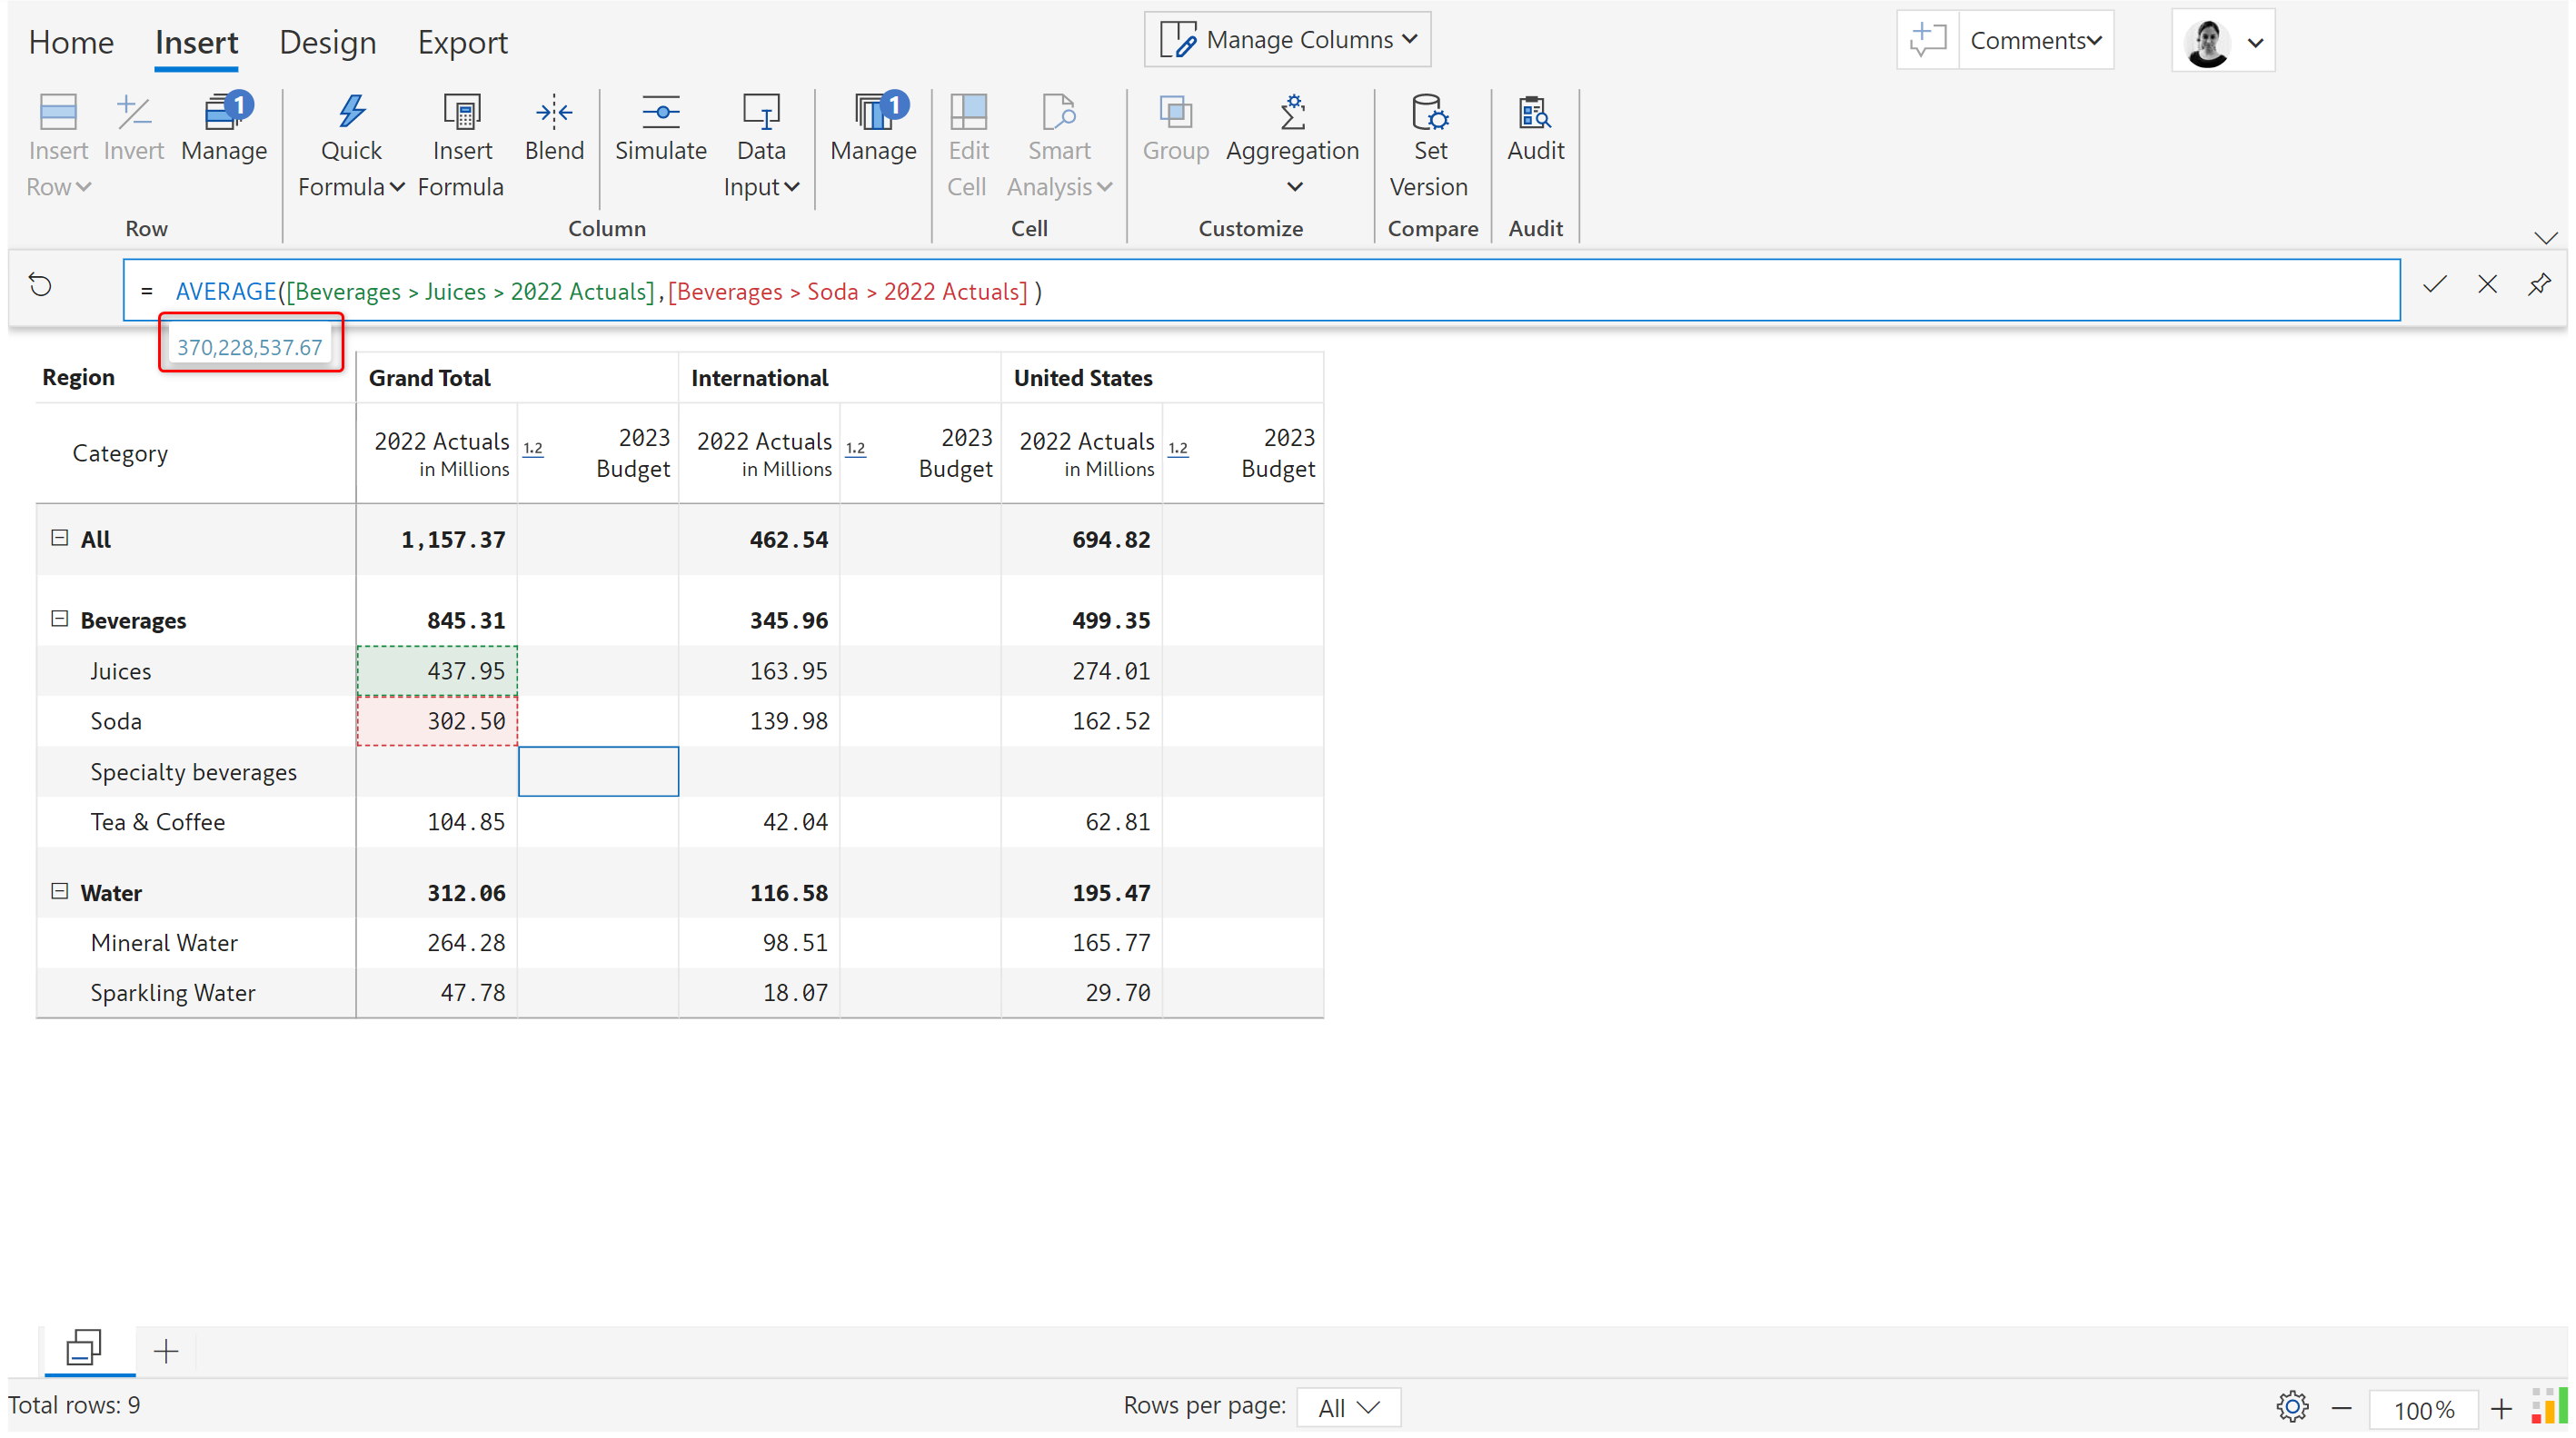 Home Insert Design Export Manage Columns Comments
1 1
Insert Invert Manage Quick Insert Blend Simulate Data Manage Edit Smart Group Aggregation Set Audit
Row Formula Formula Input Cell Analysis Version
Row Column Cell Customize Compare Audit
= AVERAGE([Beverages > Juices > 2022 Actuals],[Beverages > Soda > 2022 Actuals])
370,228,537.67
Region Grand Total International United States
Category 2022 Actuals in Millions 1.2 2023 Budget 2022 Actuals in Millions 1.2 2023 Budget 2022 Actuals in Millions 1.2 2023 Budget
All 1,157.37 462.54 694.82
Beverages 845.31 345.96 499.35
Juices 437.95 163.95 274.01
Soda 302.50 139.98 162.52
Specialty beverages
Tea & Coffee 104.85 42.04 62.81
Water 312.06 116.58 195.47
Mineral Water 264.28 98.51 165.77
Sparkling Water 47.78 18.07 29.70
Total rows: 9 Rows per page: All 100%